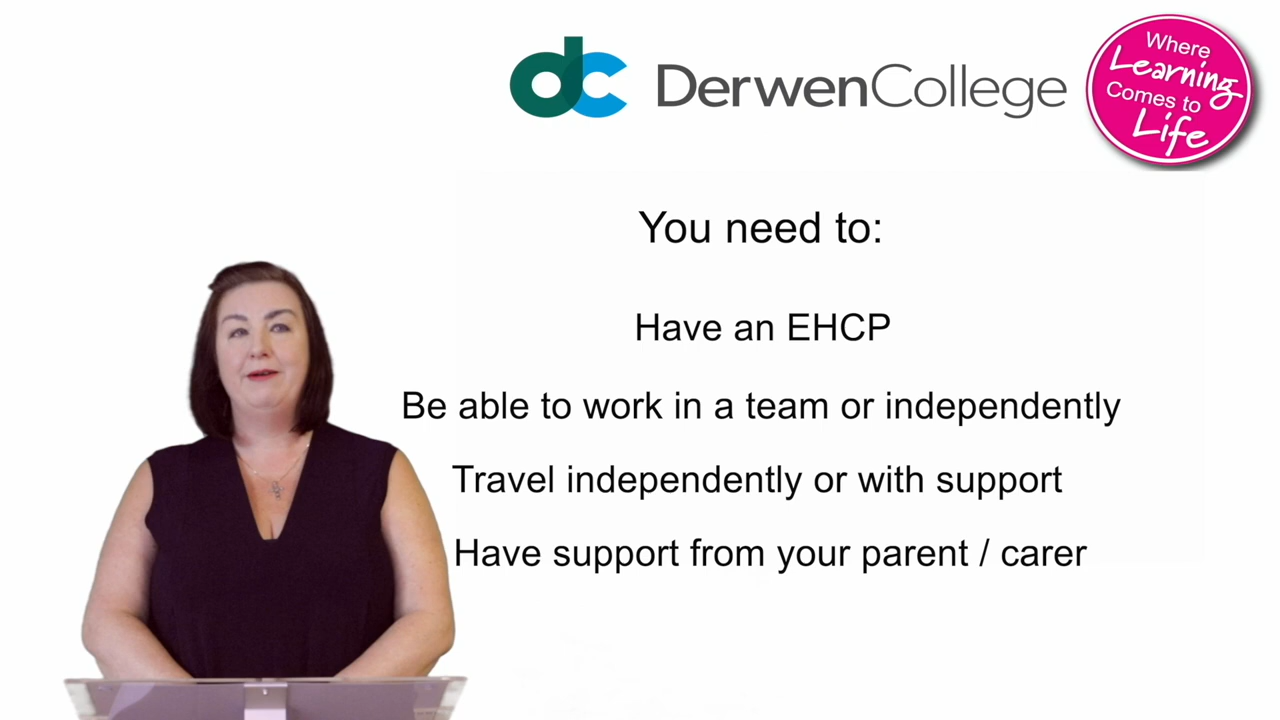 dc DerwenCollege
Where
Learning
Comes to
Life
You need to:
Have an EHCP
Be able to work in a team or independently
Travel independently or with support
Have support from your parent / carer